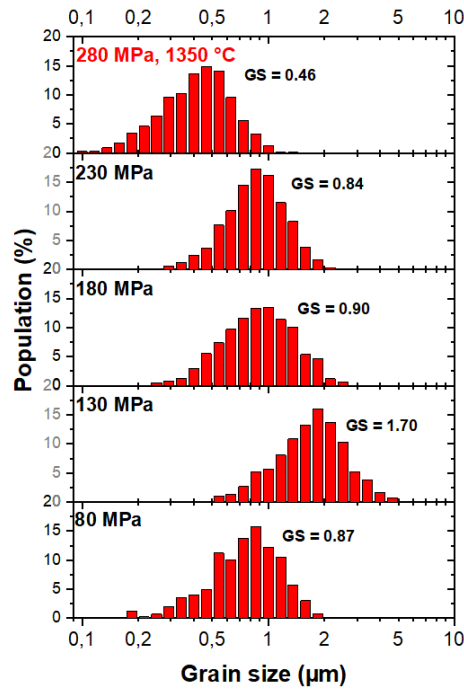 0,1 0,2 0,5 1 2 5 10
20
280 MPa, 1350 °C
GS = 0.46
15
10
5
20
230 MPa
GS = 0.84
15
10
5
20
180 MPa
GS = 0.90
15
10
5
20
130 MPa
GS = 1.70
15
10
5
20
80 MPa
GS = 0.87
15
10
5
0
0,1 0,2 0,5 1 2 5 10
Population (%)
Grain size (µm)